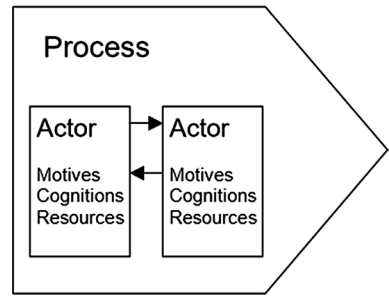 Process
Actor
Motives
Cognitions
Resources
Actor
Motives
Cognitions
Resources